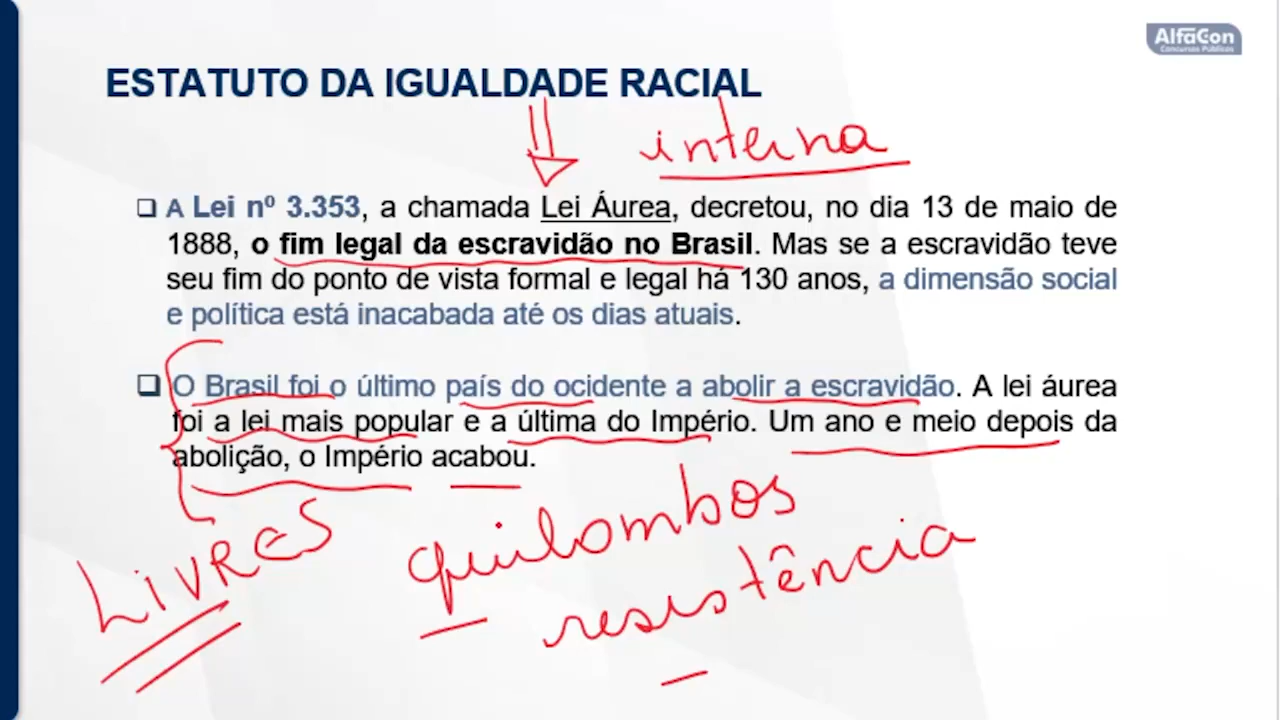 AlfaCon
Concursos Públicos
ESTATUTO DA IGUALDADE RACIAL
interna
A Lei nº 3.353, a chamada Lei Áurea, decretou, no dia 13 de maio de
1888, o fim legal da escravidão no Brasil. Mas se a escravidão teve
seu fim do ponto de vista formal e legal há 130 anos, a dimensão social
e política está inacabada até os dias atuais.
O Brasil foi o último país do ocidente a abolir a escravidão. A lei áurea
foi a lei mais popular e a última do Império. Um ano e meio depois da
abolição, o Império acabou.
LIVRES
quilombos
resistência